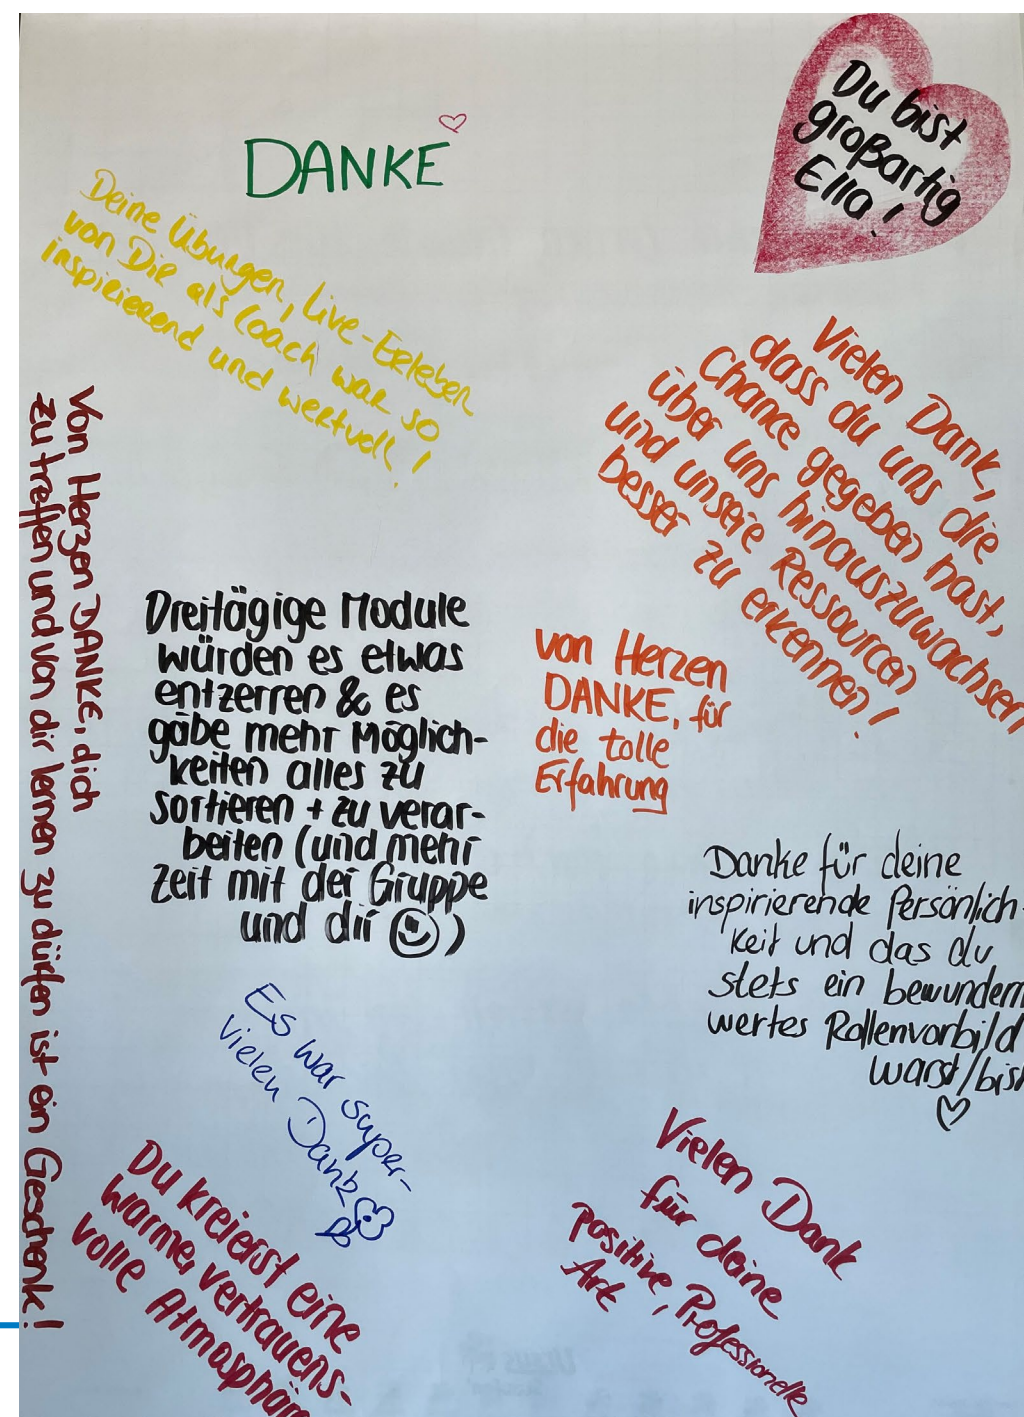 DANKE
Du bist
großartig
Ella!
Deine Übungen, Live-Erleben
von Dir als Coach war so
inspirierend und wertvoll!
Vielen Dank,
dass du uns die
Chance gegeben hast,
über uns hinauszuwachsen
und unsere Ressourcen
besser zu erkennen!
Von Herzen DANKE, dich
zu treffen und von dir lernen zu dürfen ist ein Geschenk!
Dreitägige Module
würden es etwas
entzerren & es
gäbe mehr Möglich-
keiten alles zu
sortieren + zu verar-
beiten (und mehr
Zeit mit der Gruppe
und dir ☺)
von Herzen
DANKE, für
die tolle
Erfahrung
Danke für deine
inspirierende Persönlich-
keit und das du
stets ein bewundern
wertes Rollenvorbild
warst/bist
Es war super-
vielen Dank
Du kreierst eine
warme, vertrauens-
volle Atmosphär
Vielen Dank
für deine
positive, Professionelle
Art